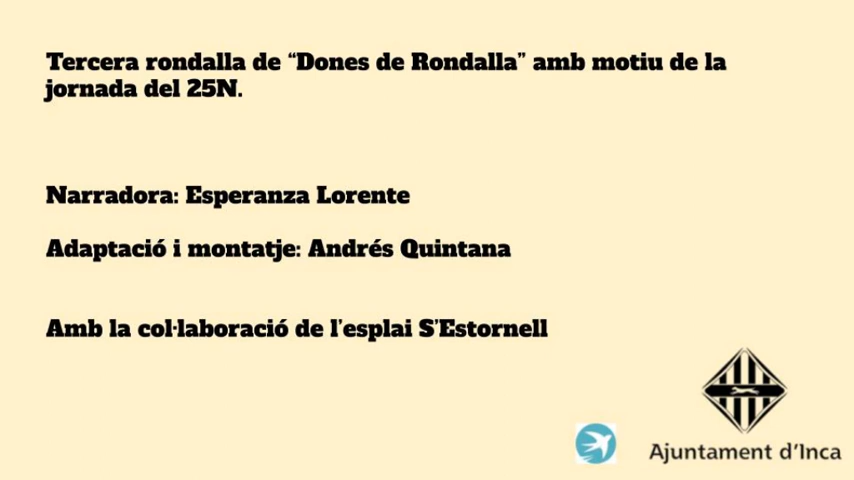 Tercera rondalla de “Dones de Rondalla” amb motiu de la
jornada del 25N.
Narradora: Esperanza Lorente
Adaptació i montatje: Andrés Quintana
Amb la col·laboració de l’esplai S’Estornell
Ajuntament d’Inca